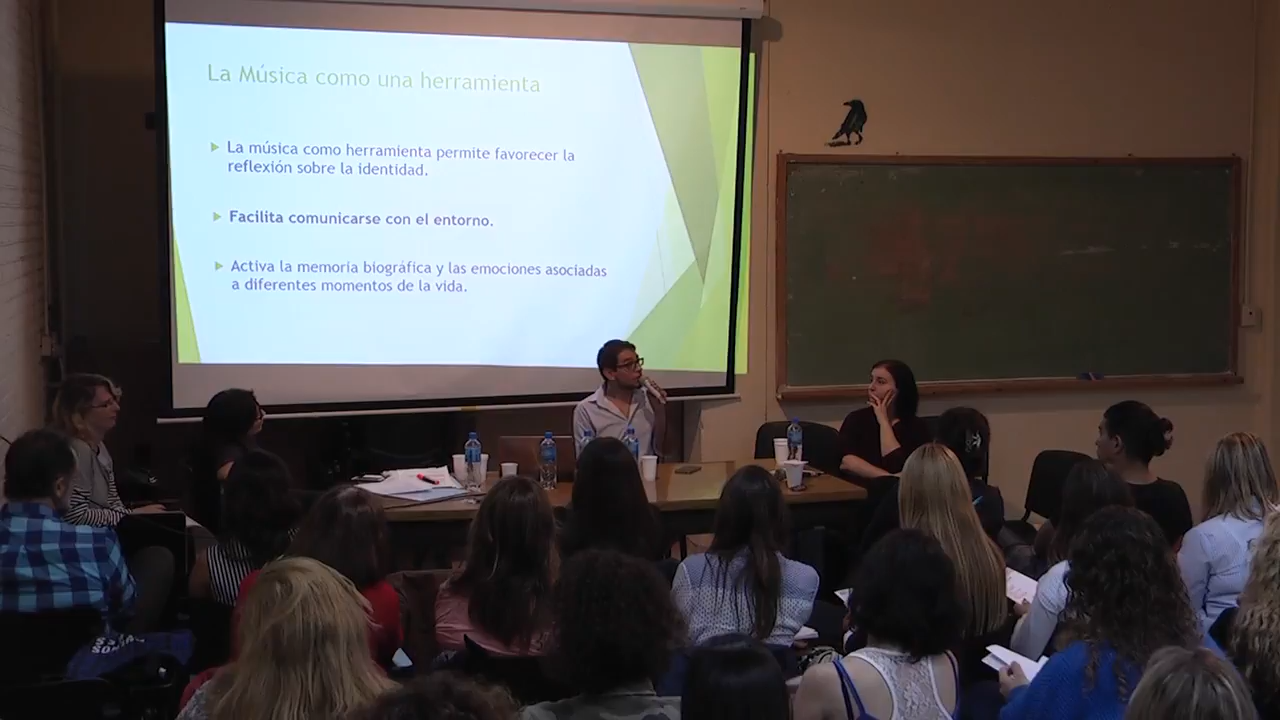 La Música como una herramienta
La música como herramienta permite favorecer la
reflexión sobre la identidad.
Facilita comunicarse con el entorno.
Activa la memoria biográfica y las emociones asociadas
a diferentes momentos de la vida.